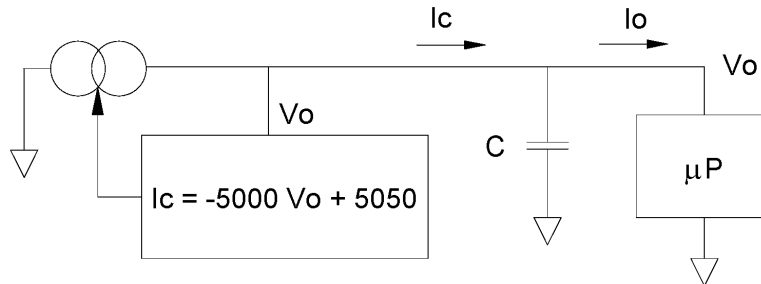 Ic
Io
Vo
Vo
Ic = -5000 Vo + 5050
C
μP